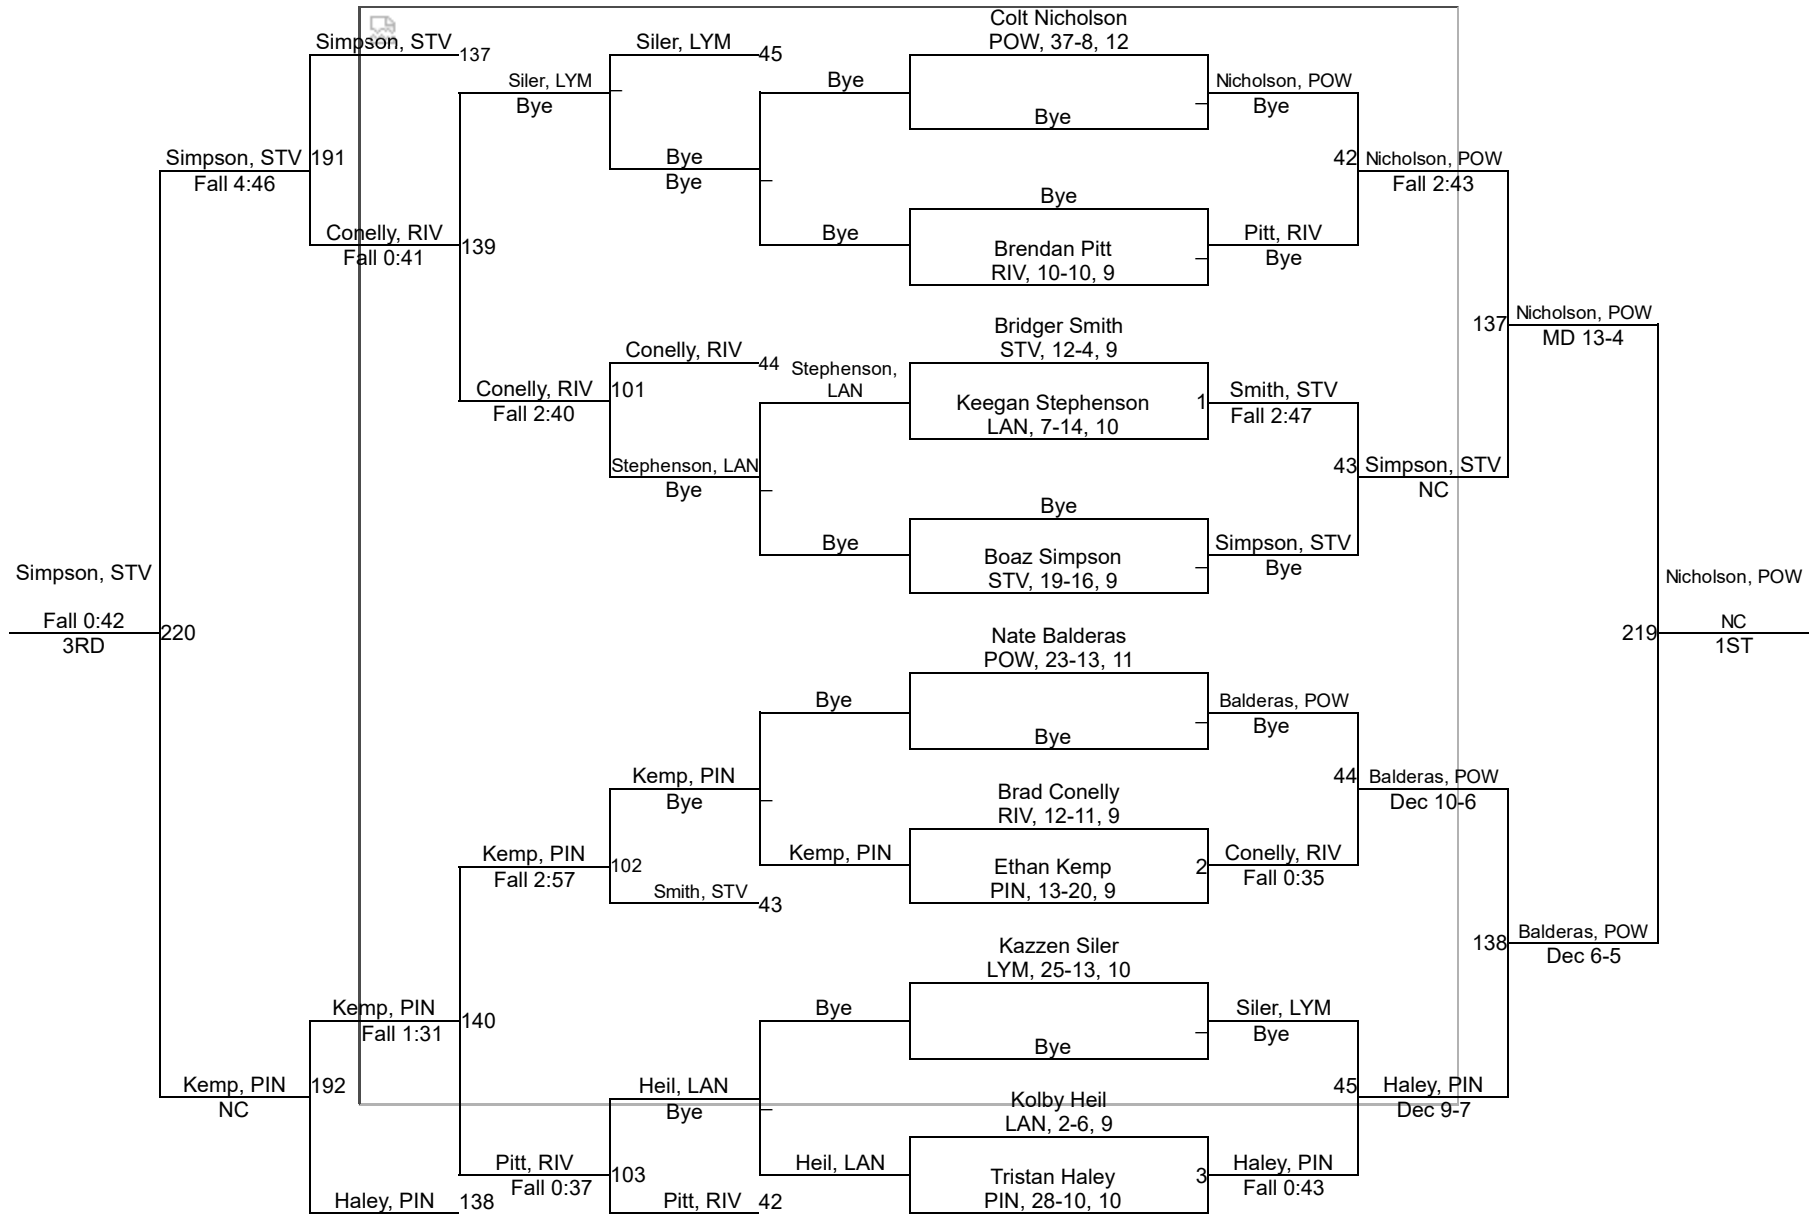 Colt Nicholson
POW, 37-8, 12
Simpson, STV
137
Siler, LYM
45
Siler, LYM
Bye
Bye
Nicholson, POW
Bye
Bye
Simpson, STV
191
Fall 4:46
Bye
Bye
42
Nicholson, POW
Fall 2:43
Bye
Conelly, RIV
Fall 0:41
139
Bye
Brendan Pitt
RIV, 10-10, 9
Pitt, RIV
Bye
Bridger Smith
STV, 12-4, 9
137
Nicholson, POW
MD 13-4
Conelly, RIV
44
Stephenson,
LAN
Conelly, RIV
101
Fall 2:40
Keegan Stephenson
LAN, 7-14, 10
1
Smith, STV
Fall 2:47
Stephenson, LAN
Bye
43
Simpson, STV
NC
Bye
Bye
Boaz Simpson
STV, 19-16, 9
Simpson, STV
Bye
Simpson, STV
Fall 0:42
3RD
220
Nicholson, POW
219
NC
1ST
Nate Balderas
POW, 23-13, 11
Bye
Bye
Balderas, POW
Bye
Kemp, PIN
Bye
44
Balderas, POW
Dec 10-6
Brad Conelly
RIV, 12-11, 9
Kemp, PIN
Fall 2:57
102
Kemp, PIN
Ethan Kemp
PIN, 13-20, 9
2
Conelly, RIV
Fall 0:35
Smith, STV
43
138
Balderas, POW
Dec 6-5
Kazzen Siler
LYM, 25-13, 10
Kemp, PIN
Fall 1:31
140
Bye
Bye
Siler, LYM
Bye
Kemp, PIN
192
NC
Heil, LAN
Bye
45
Haley, PIN
Dec 9-7
Kolby Heil
LAN, 2-6, 9
Pitt, RIV
Fall 0:37
103
Heil, LAN
Tristan Haley
PIN, 28-10, 10
3
Haley, PIN
Fall 0:43
Haley, PIN
138
Pitt, RIV
42